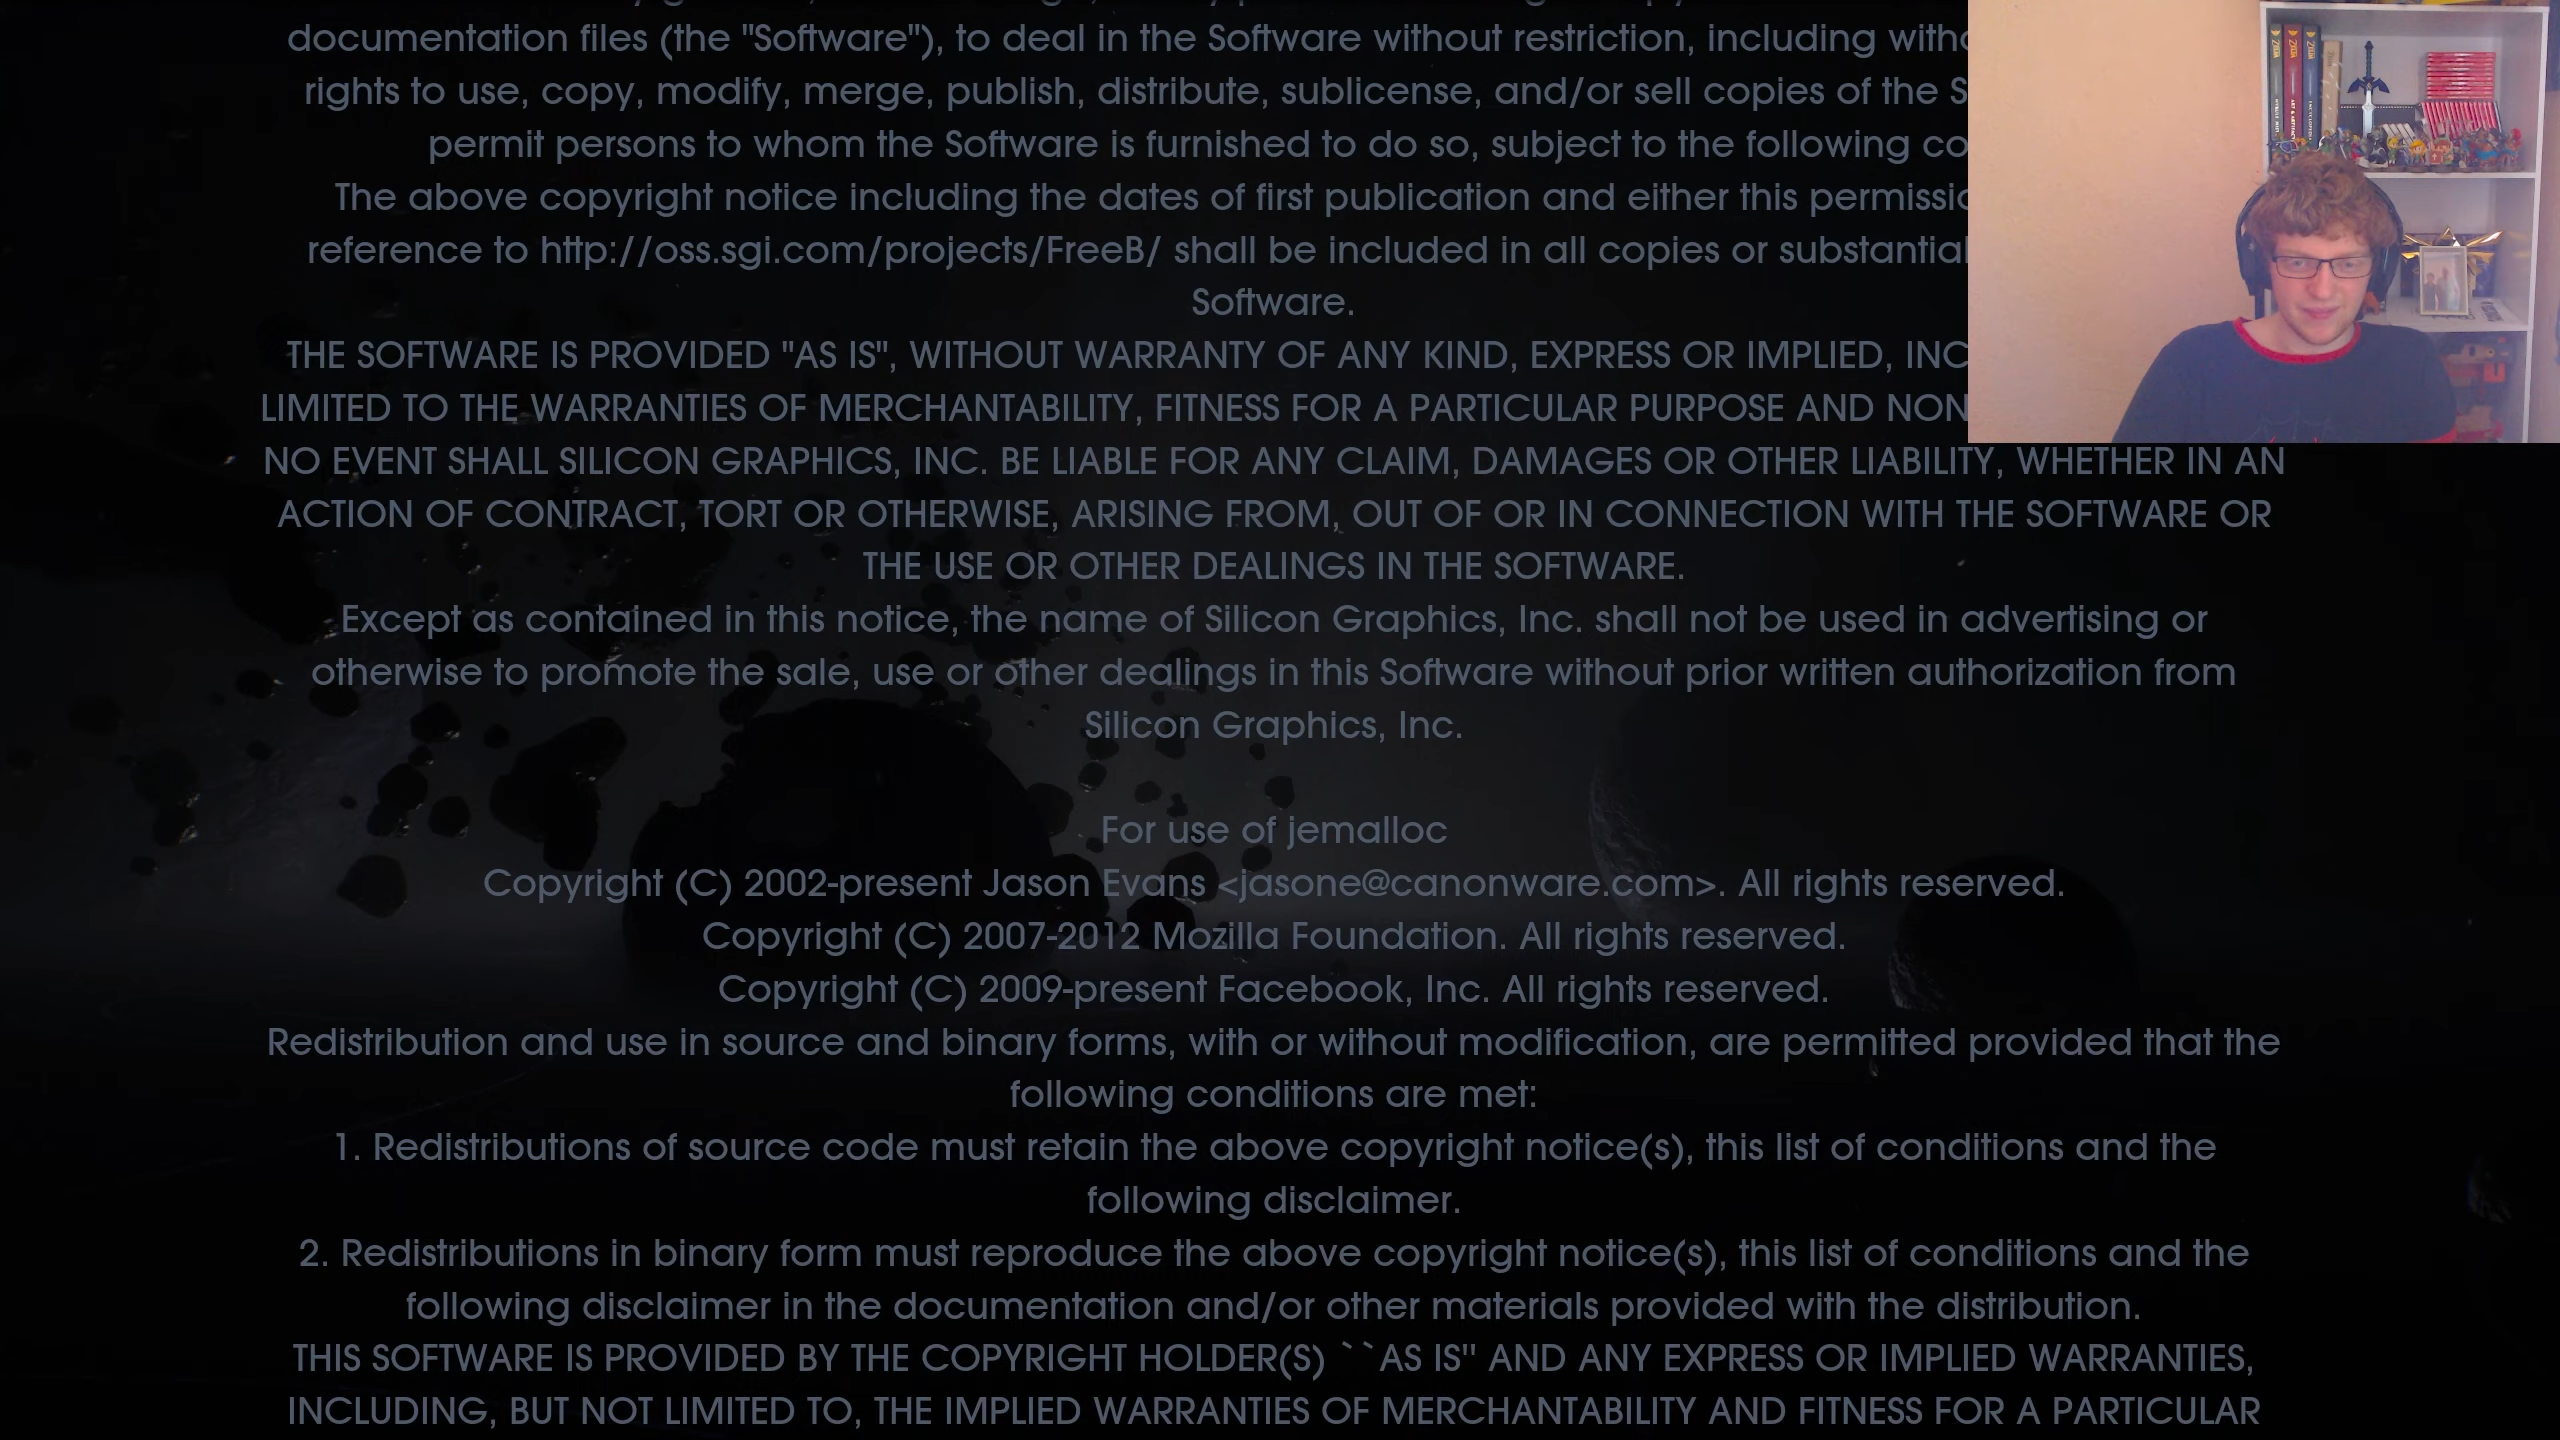 documentation files (the "Software"), to deal in the Software without restriction, including
rights to use, copy, modify, merge, publish, distribute, sublicense, and/or sell copies of the
permit persons to whom the Software is furnished to do so, subject to the following
The above copyright notice including the dates of first publication and either this
reference to http://oss.sgi.com/projects/FreeB/ shall be included in all copies or substantial
Software.
THE SOFTWARE IS PROVIDED "AS IS", WITHOUT WARRANTY OF ANY KIND, EXPRESS OR IMPLIED,
LIMITED TO THE WARRANTIES OF MERCHANTABILITY, FITNESS FOR A PARTICULAR PURPOSE AND
NO EVENT SHALL SILICON GRAPHICS, INC. BE LIABLE FOR ANY CLAIM, DAMAGES OR OTHER LIABILITY, WHETHER IN AN
ACTION OF CONTRACT, TORT OR OTHERWISE, ARISING FROM, OUT OF OR IN CONNECTION WITH THE SOFTWARE OR
THE USE OR OTHER DEALINGS IN THE SOFTWARE.
Except as contained in this notice, the name of Silicon Graphics, Inc. shall not be used in advertising or
otherwise to promote the sale, use or other dealings in this Software without prior written authorization from
Silicon Graphics, Inc.
For use of jemalloc
Copyright (C) 2002-present Jason Evans <jasone@canonware.com>. All rights reserved.
Copyright (C) 2007-2012 Mozilla Foundation. All rights reserved.
Copyright (C) 2009-present Facebook, Inc. All rights reserved.
Redistribution and use in source and binary forms, with or without modification, are permitted provided that the
following conditions are met:
1. Redistributions of source code must retain the above copyright notice(s), this list of conditions and the
following disclaimer.
2. Redistributions in binary form must reproduce the above copyright notice(s), this list of conditions and the
following disclaimer in the documentation and/or other materials provided with the distribution.
THIS SOFTWARE IS PROVIDED BY THE COPYRIGHT HOLDER(S) ``AS IS'' AND ANY EXPRESS OR IMPLIED WARRANTIES,
INCLUDING, BUT NOT LIMITED TO, THE IMPLIED WARRANTIES OF MERCHANTABILITY AND FITNESS FOR A PARTICULAR